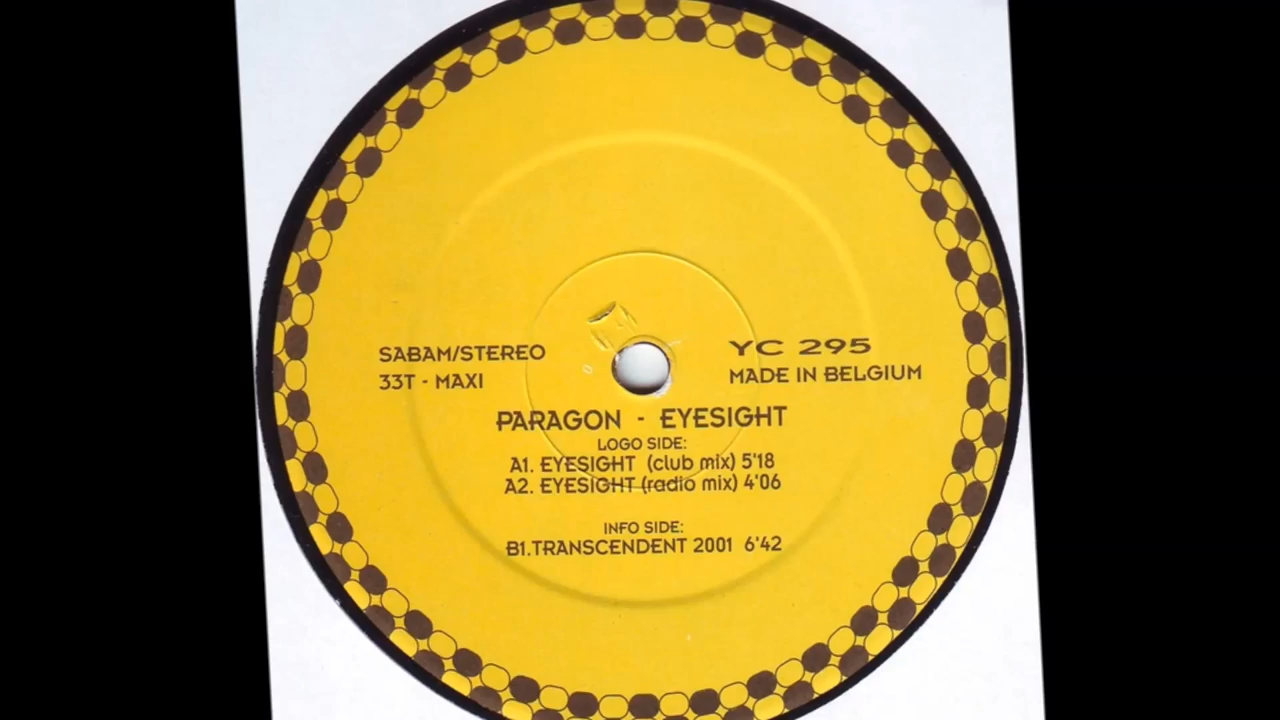 SABAM/STEREO
33T - MAXI
YC 295
MADE IN BELGIUM
PARAGON - EYESIGHT
LOGO SIDE:
A1. EYESIGHT (club mix) 5'18
A2. EYESIGHT (radio mix) 4'06
INFO SIDE:
B1.TRANSCENDENT 2001 6'42